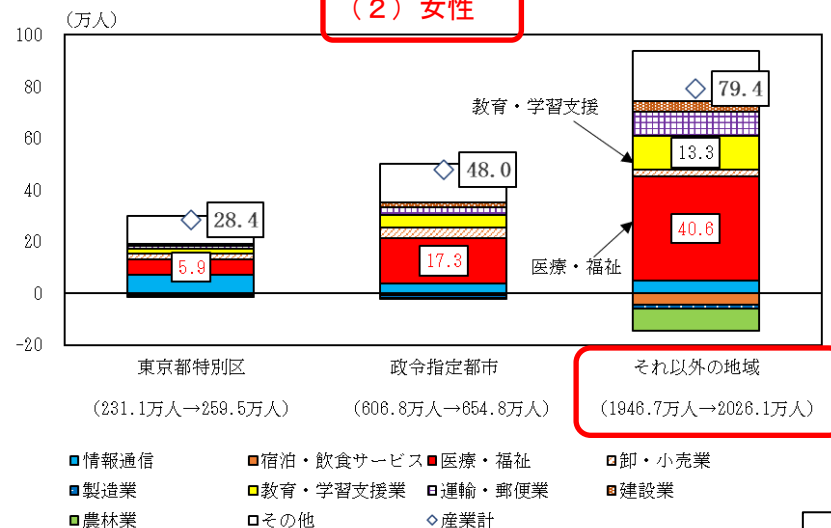 (2) 女性
(万人)
100
80
60
40
20
0
-20
教育・学習支援
医療・福祉
28.4
5.9
48.0
17.3
79.4
13.3
40.6
東京都特別区
政令指定都市
それ以外の地域
(231.1万人→259.5万人)
(606.8万人→654.8万人)
(1946.7万人→2026.1万人)
情報通信 宿泊・飲食サービス 医療・福祉 卸・小売業
製造業 教育・学習支援業 運輸・郵便業 建設業
農林業 その他 産業計